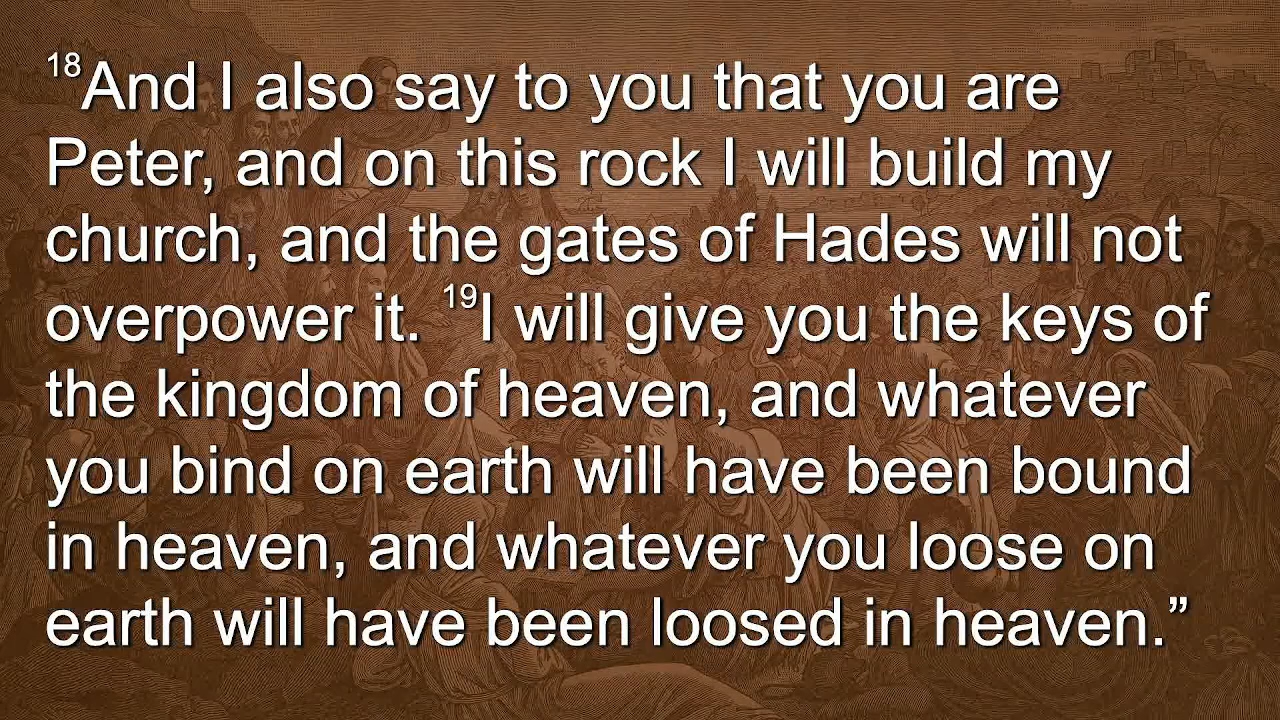 18And I also say to you that you are
Peter, and on this rock I will build my
church, and the gates of Hades will not
overpower it. 19I will give you the keys of
the kingdom of heaven, and whatever
you bind on earth will have been bound
in heaven, and whatever you loose on
earth will have been loosed in heaven.”